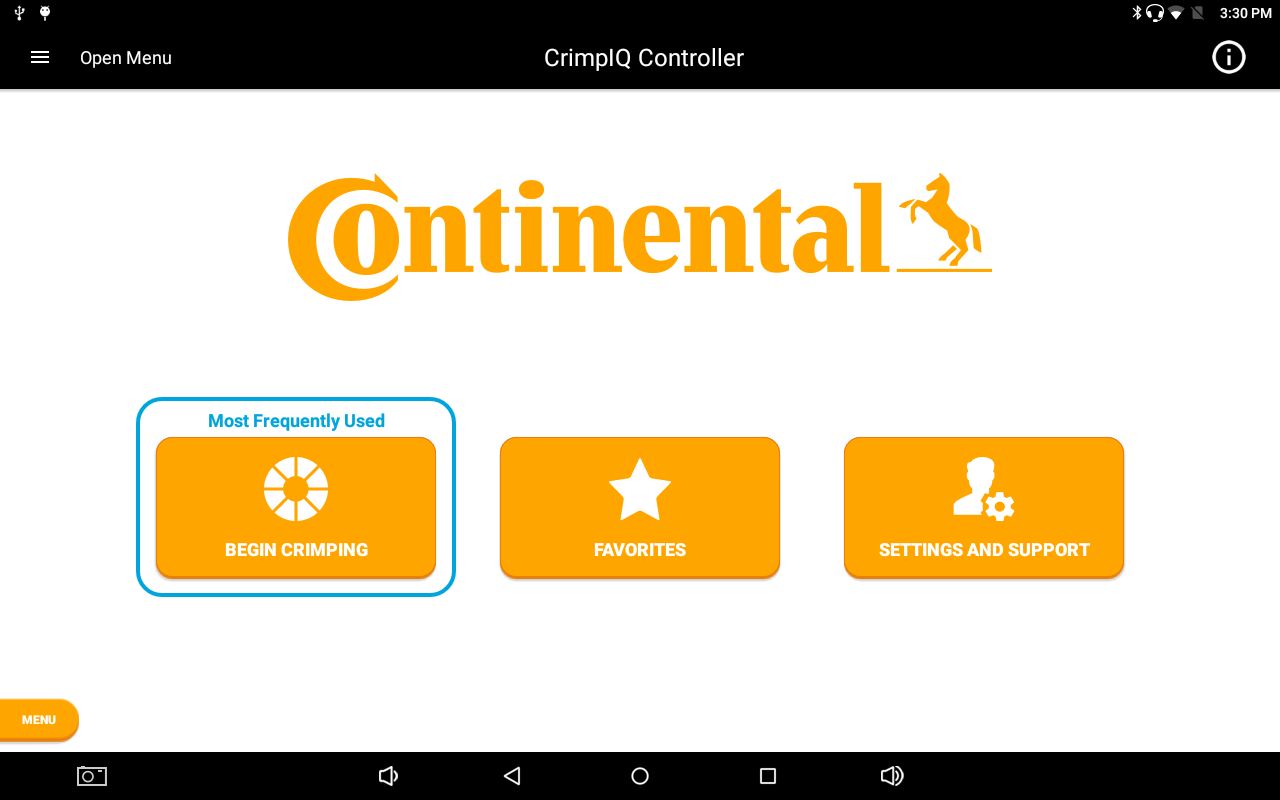 3:30 PM
Open Menu
CrimpIQ Controller
Continental
Most Frequently Used
BEGIN CRIMPING
FAVORITES
SETTINGS AND SUPPORT
MENU